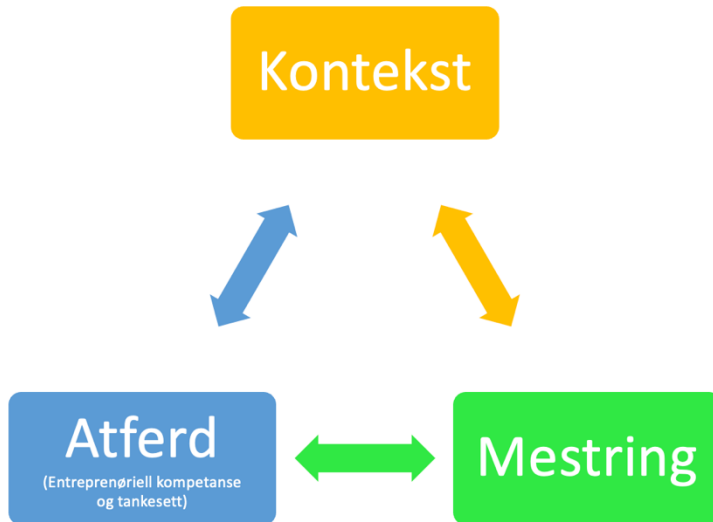 Kontekst
Atferd
(Entreprenøriell kompetanse
og tankesett)
Mestring